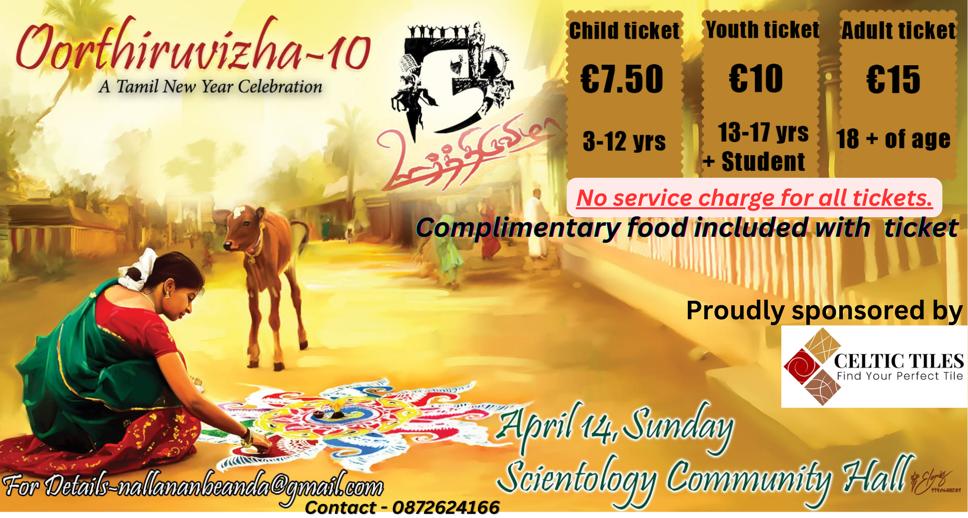 Oorthiruvizha-10
A Tamil New Year Celebration
ஊர்த்திருவிழா
Child ticket
€7.50
3-12 yrs
Youth ticket
€10
13-17 yrs
+ Student
Adult ticket
€15
18 + of age
No service charge for all tickets.
Complimentary food included with ticket
Proudly sponsored by
CELTIC TILES
Find Your Perfect Tile
April 14, Sunday
Scientology Community Hall
For Details-nallananbeanda@gmail.com
Contact - 0872624166